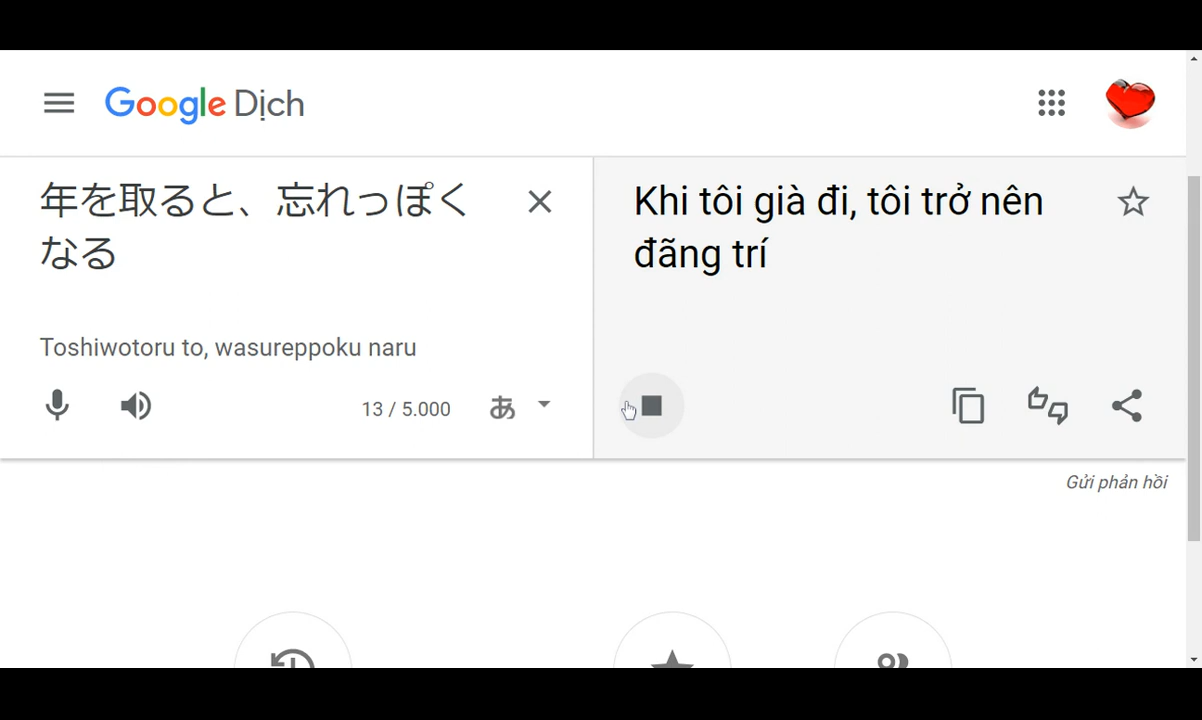 Google Dịch
年を取ると、忘れっぽく
なる
Toshiwotoru to, wasureppoku naru
13 / 5.000
あ
Khi tôi già đi, tôi trở nên
đãng trí
Gửi phản hồi